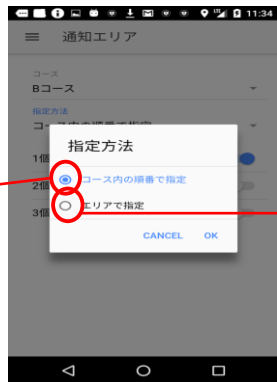 11:34
通知エリア
コース
Bコース
指定方法
コース内の順番で指定
1個
2個
3個
指定方法
コース内の順番で指定
エリアで指定
CANCEL OK